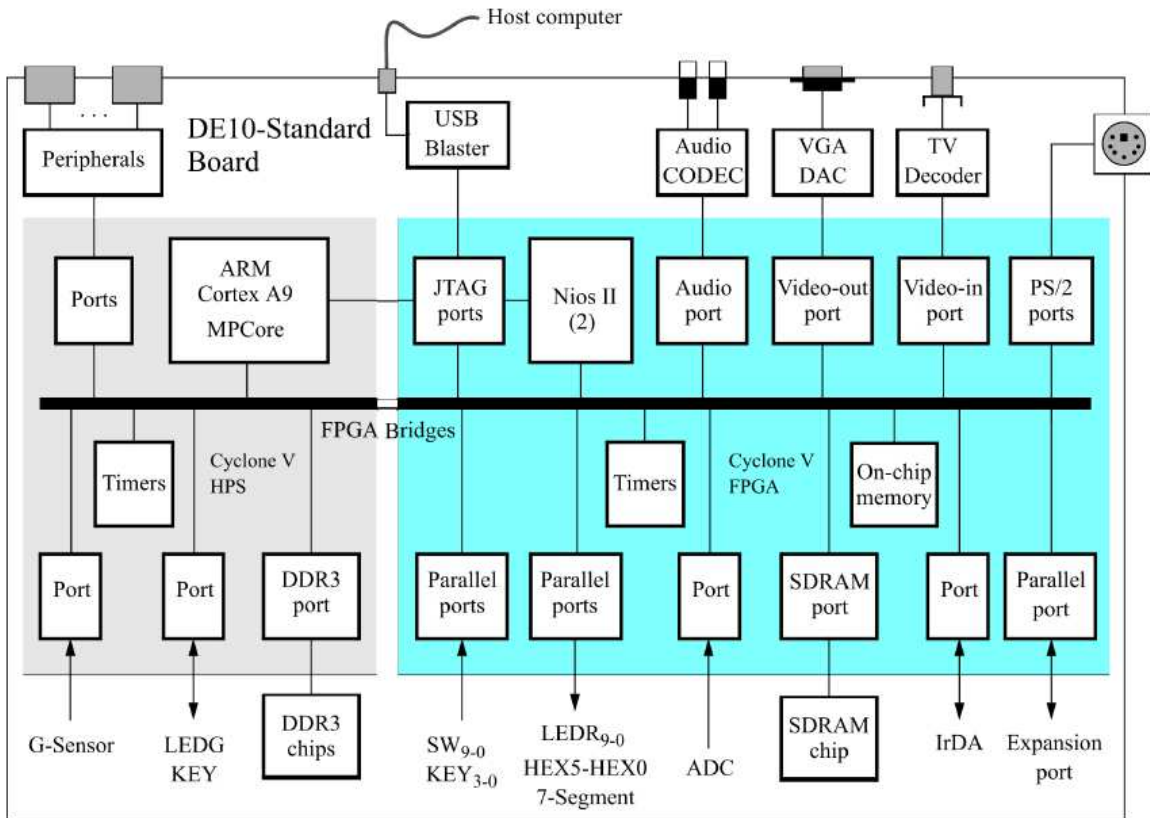 Host computer
DE10-Standard
Board
Peripherals
. . .
USB
Blaster
Audio
CODEC
VGA
DAC
TV
Decoder
Ports
ARM
Cortex A9
MPCore
JTAG
ports
Nios II
(2)
Audio
port
Video-out
port
Video-in
port
PS/2
ports
FPGA Bridges
Timers
Cyclone V
HPS
Timers
Cyclone V
FPGA
On-chip
memory
Port
Port
DDR3
port
Parallel
ports
Parallel
ports
Port
SDRAM
port
Port
Parallel
port
G-Sensor
LEDG
KEY
DDR3
chips
SW9-0
KEY3-0
LEDR9-0
HEX5-HEX0
7-Segment
ADC
SDRAM
chip
IrDA
Expansion
port